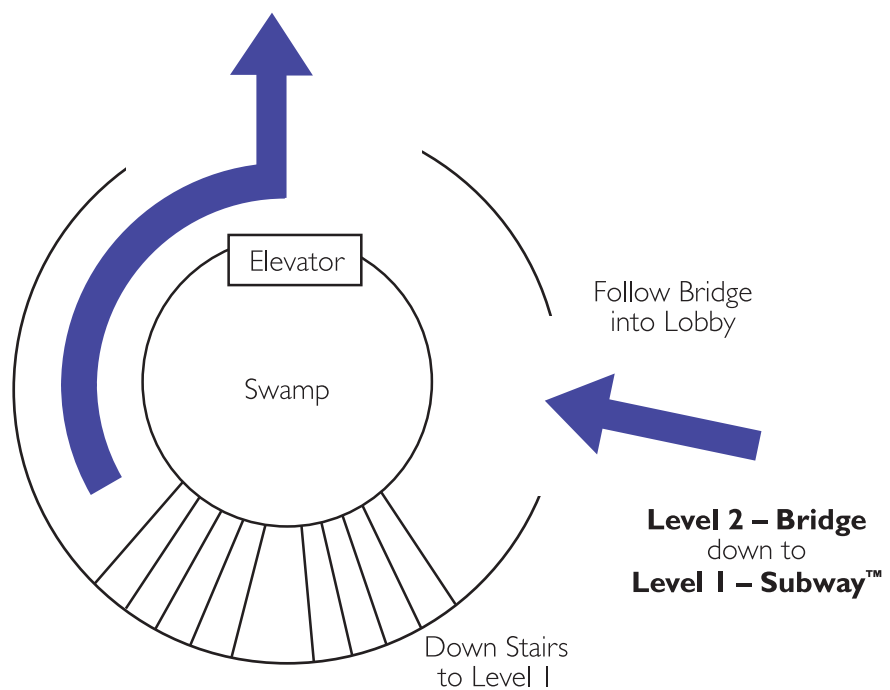 Elevator
Follow Bridge
into Lobby
Swamp
Level 2 – Bridge
down to
Level 1 – Subway™
Down Stairs
to Level 1